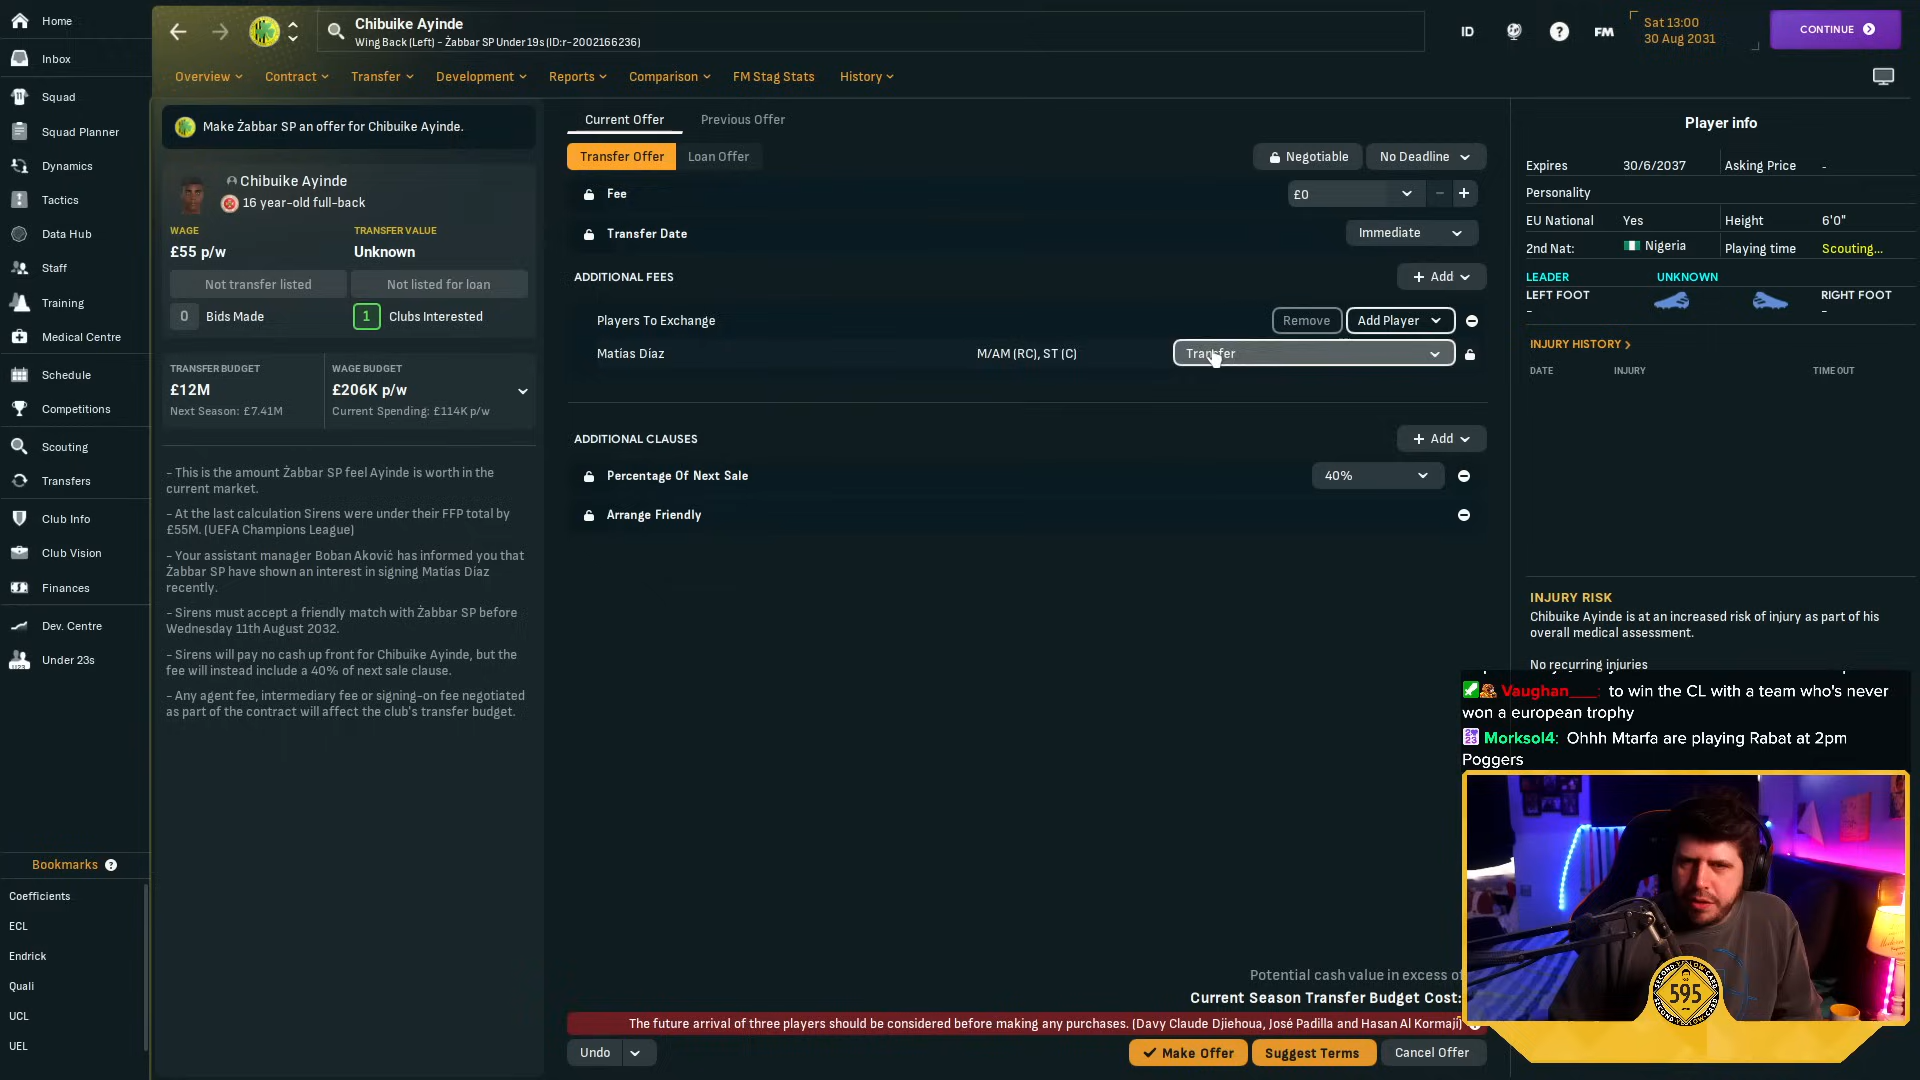 Home
Inbox
Squad
Squad Planner
Dynamics
Tactics
Data Hub
Staff
Training
Medical Centre
Schedule
Competitions
Scouting
Transfers
Club Info
Club Vision
Finances
Dev. Centre
Under 23s
Bookmarks ?
Coefficients
ECL
Endrick
Quali
UCL
UEL
Chibuike Ayinde
Wing Back (Left) - Żabbar SP Under 19s (ID:r-2002166236)
ID
?
FM
Sat 13:00
30 Aug 2031
CONTINUE
Overview
Contract
Transfer
Development
Reports
Comparison
FM Stag Stats
History
Make Żabbar SP an offer for Chibuike Ayinde.
Chibuike Ayinde
16 year-old full-back
WAGE
TRANSFER VALUE
£55 p/w
Unknown
Not transfer listed
Not listed for loan
0 Bids Made
1 Clubs Interested
TRANSFER BUDGET
WAGE BUDGET
£12M
£206K p/w
Next Season: £7.41M
Current Spending: £114K p/w
- This is the amount Żabbar SP feel Ayinde is worth in the
current market.
- At the last calculation Sirens were under their FFP total by
£55M. (UEFA Champions League)
- Your assistant manager Boban Aković has informed you that
Żabbar SP have shown an interest in signing Matías Díaz
recently.
- Sirens must accept a friendly match with Żabbar SP before
Wednesday 11th August 2032.
- Sirens will pay no cash up front for Chibuike Ayinde, but the
fee will instead include a 40% of next sale clause.
- Any agent fee, intermediary fee or signing-on fee negotiated
as part of the contract will affect the club's transfer budget.
Current Offer
Previous Offer
Transfer Offer
Loan Offer
Negotiable
No Deadline
Fee
£0
Transfer Date
Immediate
ADDITIONAL FEES
Add
Players To Exchange
Remove
Add Player
Matías Díaz
M/AM (RC), ST (C)
Transfer
ADDITIONAL CLAUSES
Add
Percentage Of Next Sale
40%
Arrange Friendly
Potential cash value in excess of
Current Season Transfer Budget Cost:
The future arrival of three players should be considered before making any purchases. (Davy Claude Djiehoua, José Padilla and Hasan Al Kormaji)
Undo
Make Offer
Suggest Terms
Cancel Offer
Player info
Expires
30/6/2037
Asking Price
-
Personality
EU National
Yes
Height
6'0"
2nd Nat:
Nigeria
Playing time
Scouting...
LEADER
UNKNOWN
LEFT FOOT
RIGHT FOOT
-
-
INJURY HISTORY
DATE
INJURY
TIME OUT
INJURY RISK
Chibuike Ayinde is at an increased risk of injury as part of his
overall medical assessment.
No recurring injuries
Vaughan___: to win the CL with a team who's never
won a european trophy
Morksol4: Ohhh Mtarfa are playing Rabat at 2pm
Poggers
SECOND YELLOW CARD
595